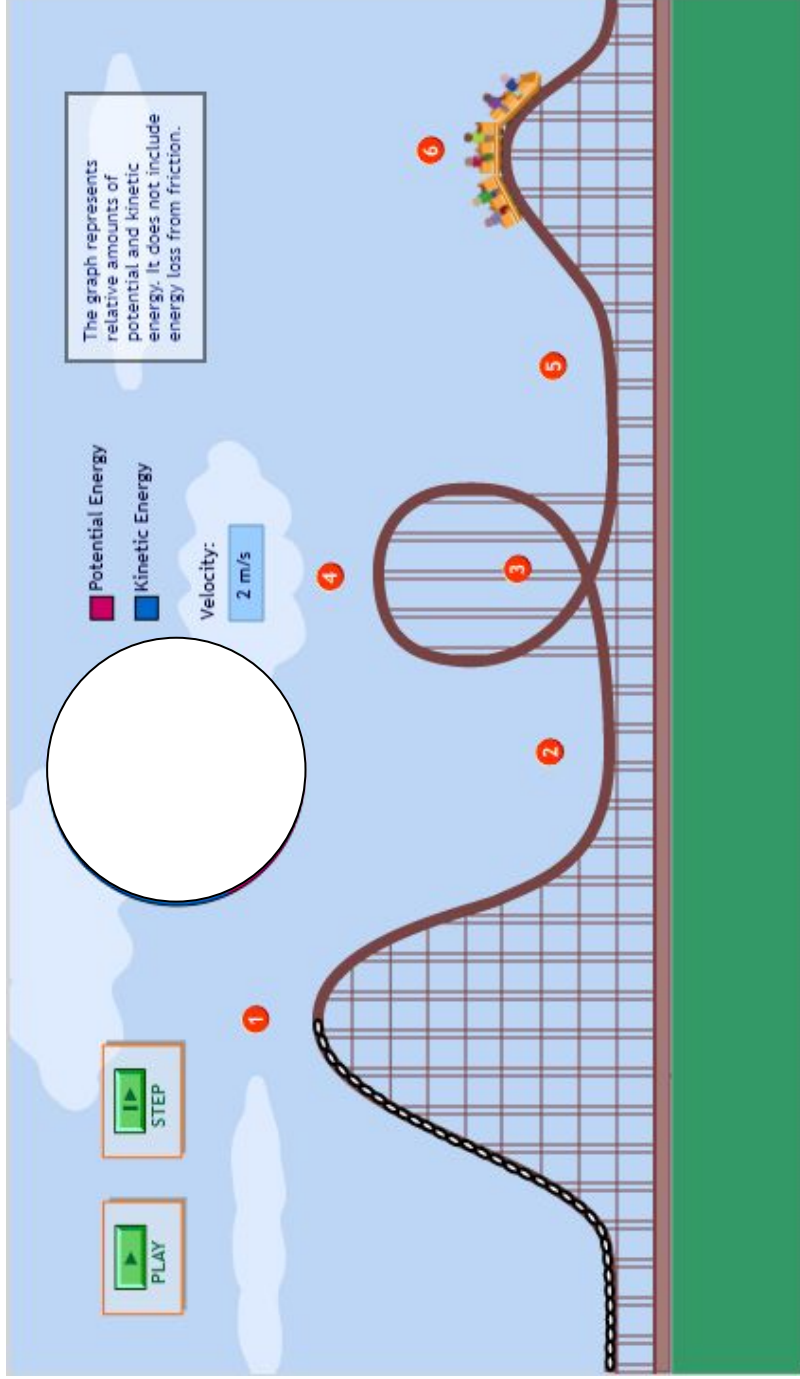 PLAY
STEP
1
2
3
4
5
6
Potential Energy
Kinetic Energy
Velocity:
2 m/s
The graph represents
relative amounts of
potential and kinetic
energy. It does not include
energy loss from friction.